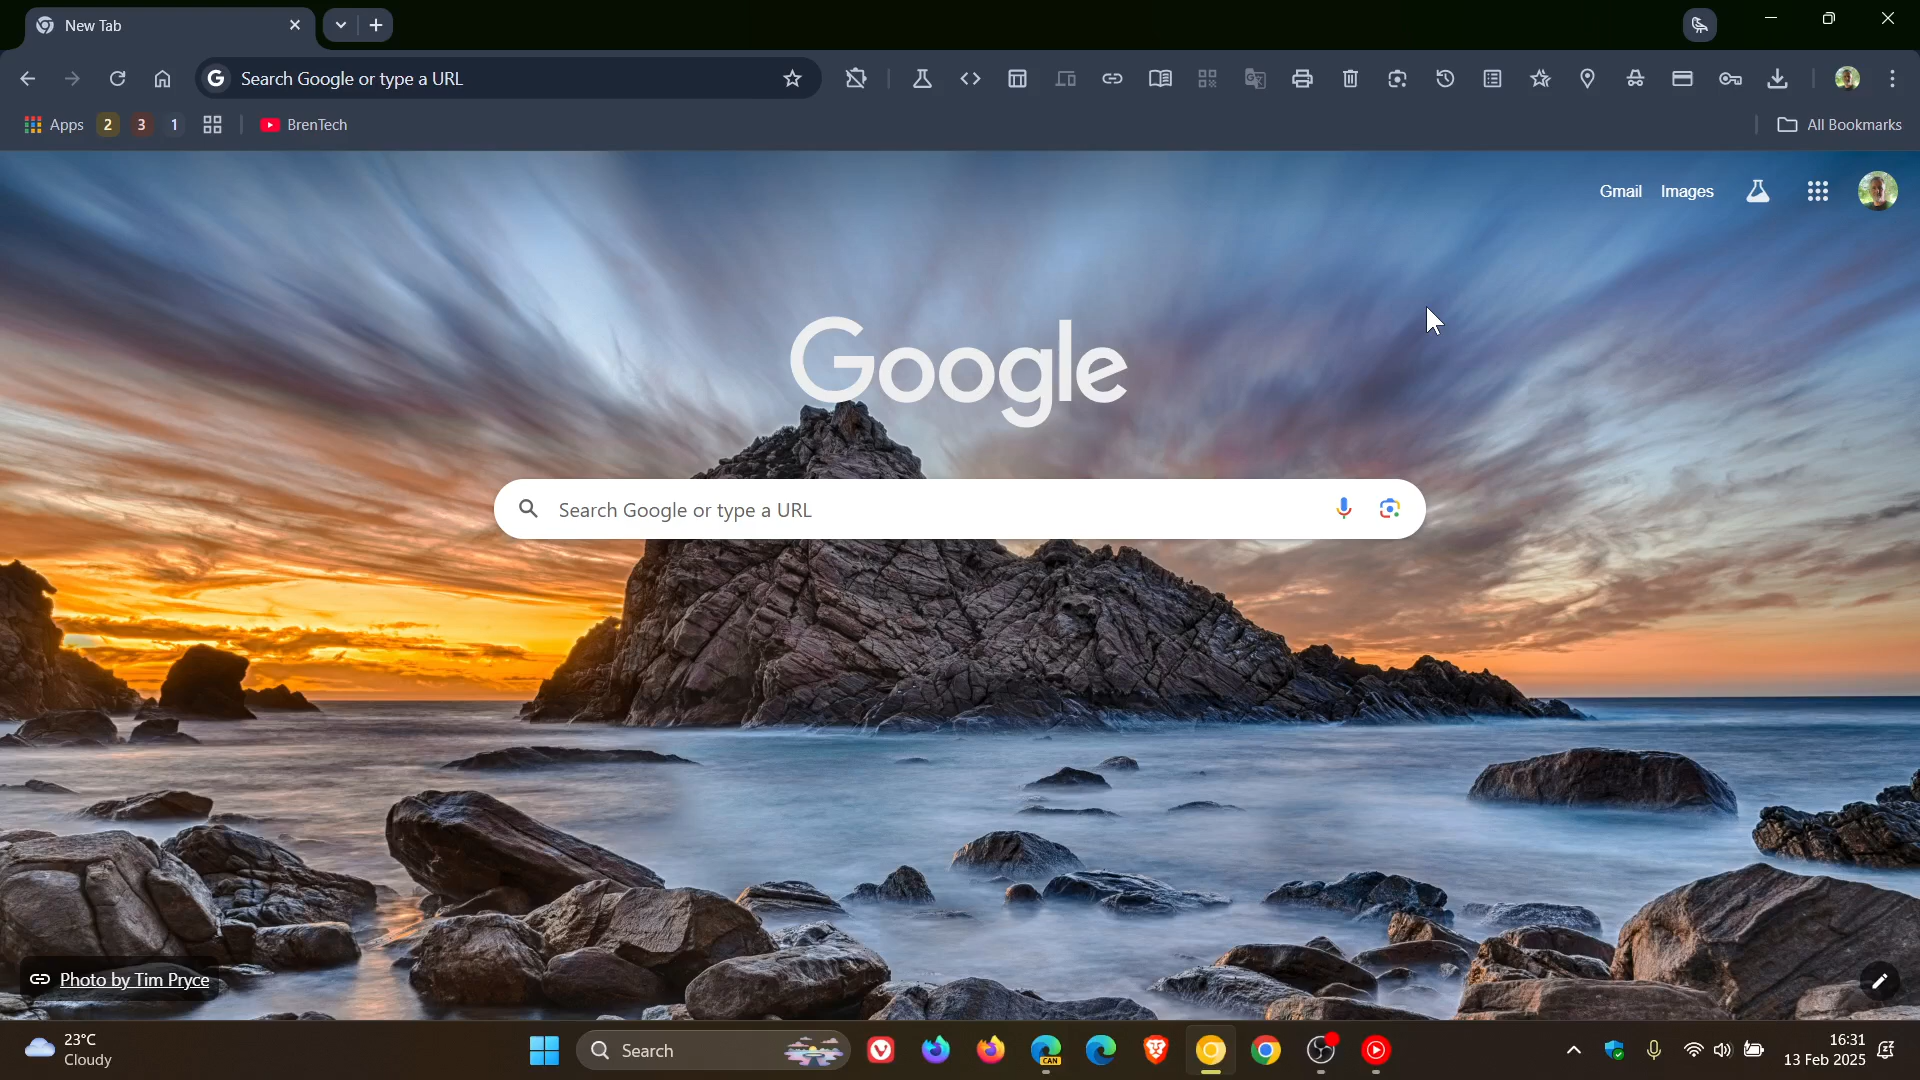 New Tab
Search Google or type a URL
Apps
2
3
1
BrenTech
All Bookmarks
Gmail
Images
Google
Search Google or type a URL
Photo by Tim Pryce
23°C
Cloudy
Search
CAN
16:31
13 Feb 2025